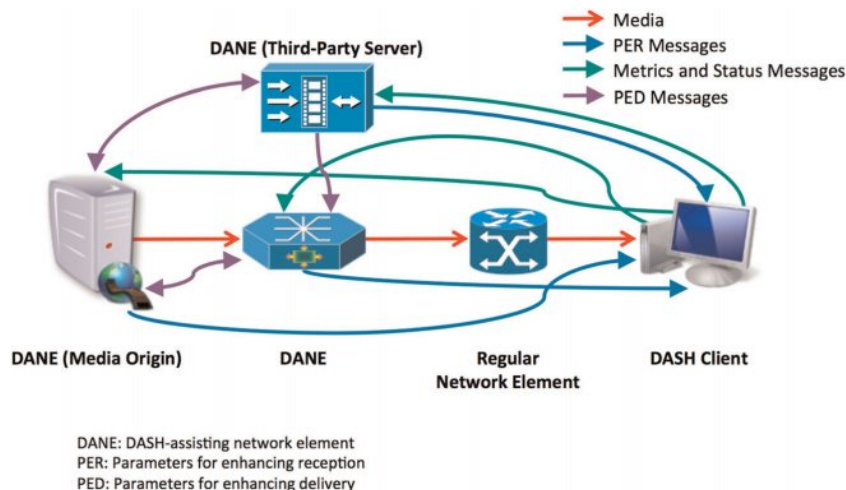 DANE (Third-Party Server)
Media
PER Messages
Metrics and Status Messages
PED Messages
DANE (Media Origin)
DANE
Regular
Network Element
DASH Client
DANE: DASH-assisting network element
PER: Parameters for enhancing reception
PED: Parameters for enhancing delivery